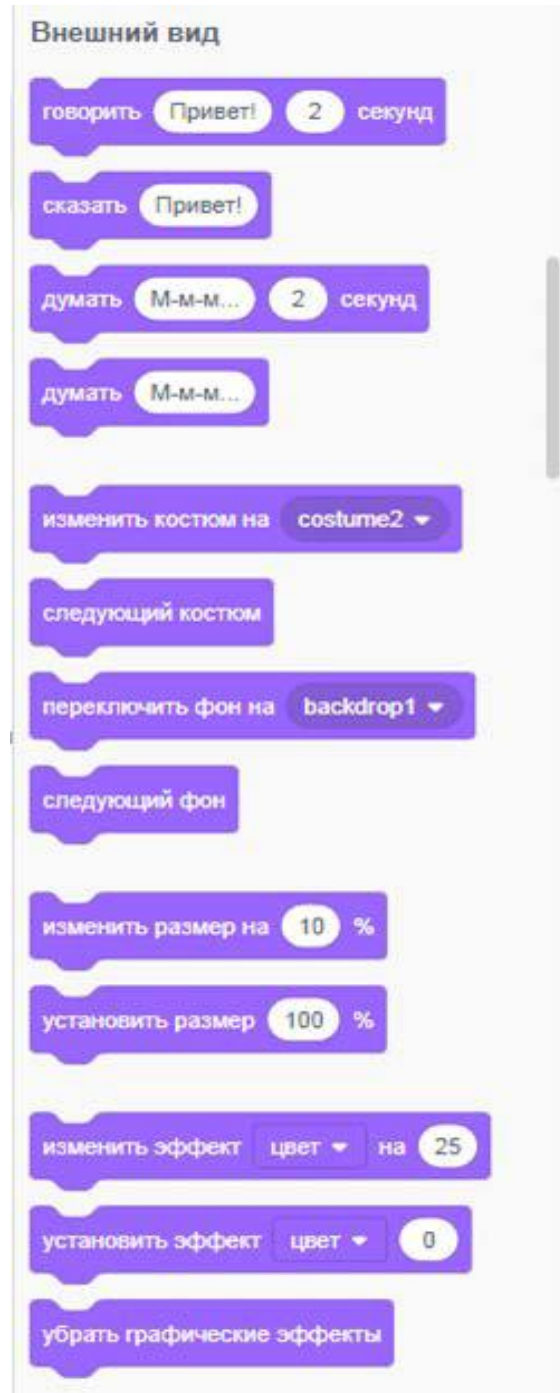 Внешний вид
говорить Привет! 2 секунд
сказать Привет!
думать М-м-м... 2 секунд
думать М-м-м...
изменить костюм на costume2
следующий костюм
переключить фон на backdrop1
следующий фон
изменить размер на 10 %
установить размер 100 %
изменить эффект цвет на 25
установить эффект цвет 0
убрать графические эффекты